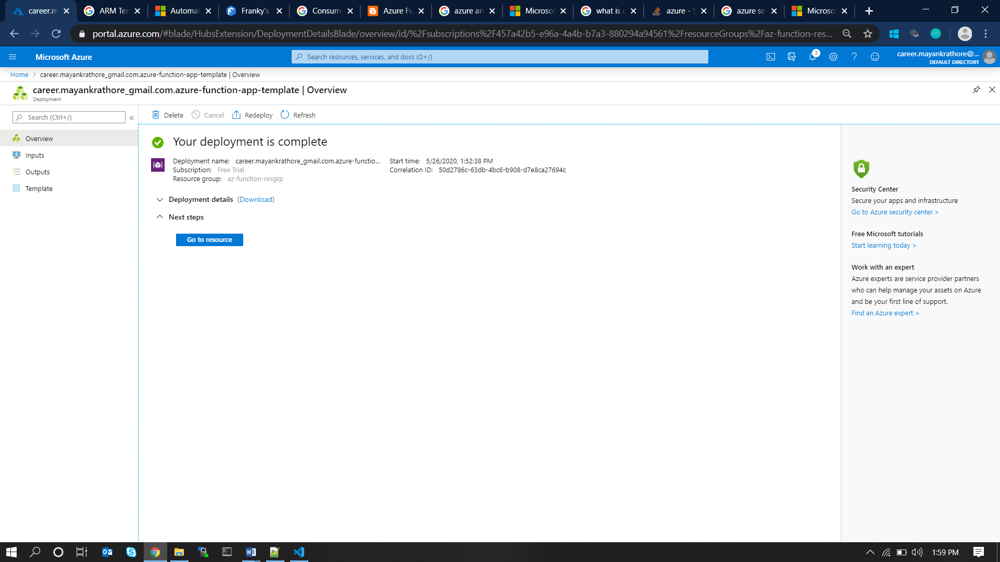 career.m
ARM Ter
Automat
Franky's
Consum
Azure Fu
azure arr
Microsof
what is c
azure - S
azure se
Microsof
portal.azure.com/#blade/HubsExtension/DeploymentDetailsBlade/overview/id/%2Fsubscriptions%2F457a42b5-e96a-4a4b-b7a3-880294a94561%2FresourceGroups%2Faz-function-res...
m
Microsoft Azure
Search resources, services, and docs (G+/)
3
career.mayankrathore@...
DEFAULT DIRECTORY
Home > career.mayankrathore_gmail.com.azure-function-app-template | Overview
career.mayankrathore_gmail.com.azure-function-app-template | Overview
Deployment
Search (Ctrl+/)
«
Delete
Cancel
Redeploy
Refresh
Overview
Inputs
Outputs
Template
Your deployment is complete
Deployment name: career.mayankrathore_gmail.com.azure-functio...
Subscription: Free Trial
Resource group: az-function-resgrp
Start time: 5/26/2020, 1:52:38 PM
Correlation ID: 50d2786c-63db-4bc6-b908-d7e8ca27694c
Deployment details (Download)
Next steps
Go to resource
Security Center
Secure your apps and infrastructure
Go to Azure security center >
Free Microsoft tutorials
Start learning today >
Work with an expert
Azure experts are service provider partners
who can help manage your assets on Azure
and be your first line of support.
Find an Azure expert >
1:59 PM